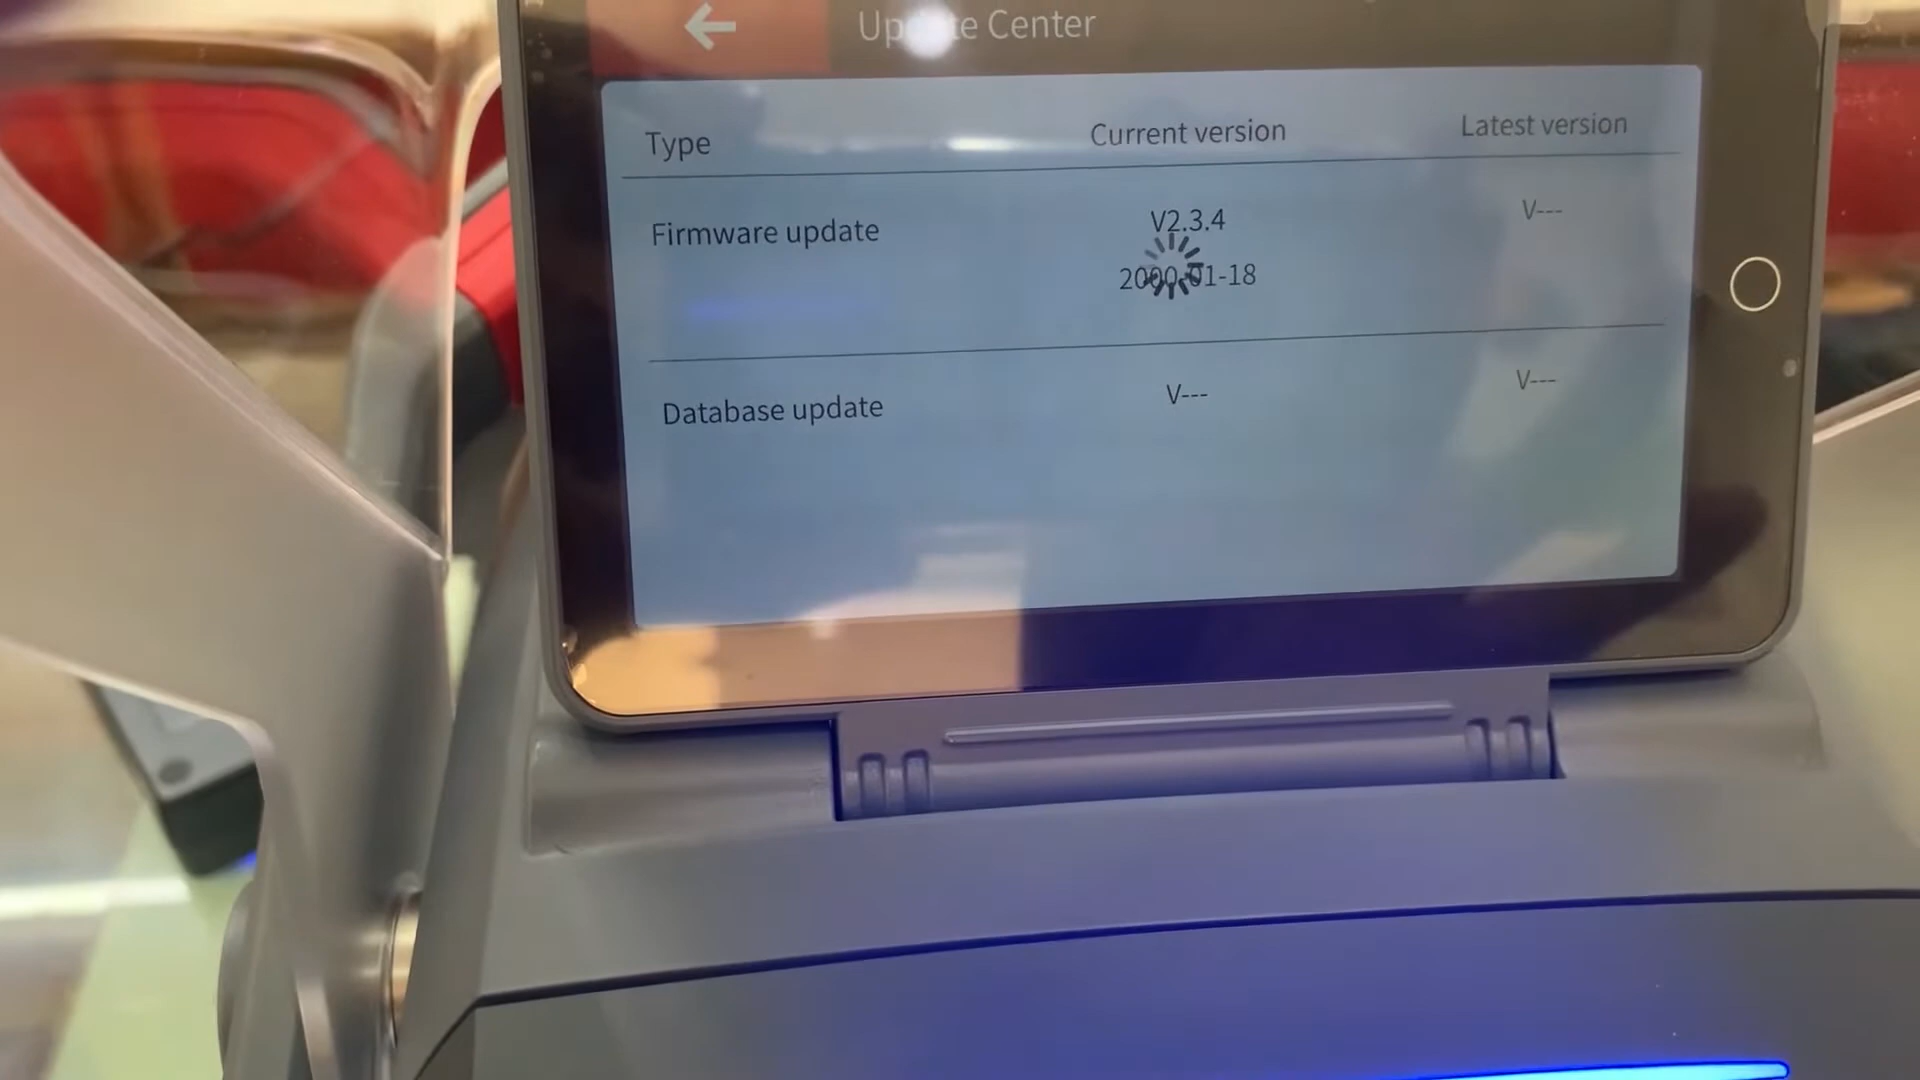 Update Center
Type Current version Latest version
Firmware update V2.3.4 V---
2000-01-18
Database update V--- V---